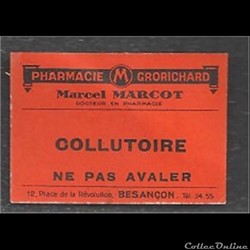 PHARMACIE M GRORICHARD
Marcel MARCOT
DOCTEUR EN PHARMACIE
COLLUTOIRE
NE PAS AVALER
12, Place de la Révolution, BESANÇON. Tél. 34.55
CollecOnline